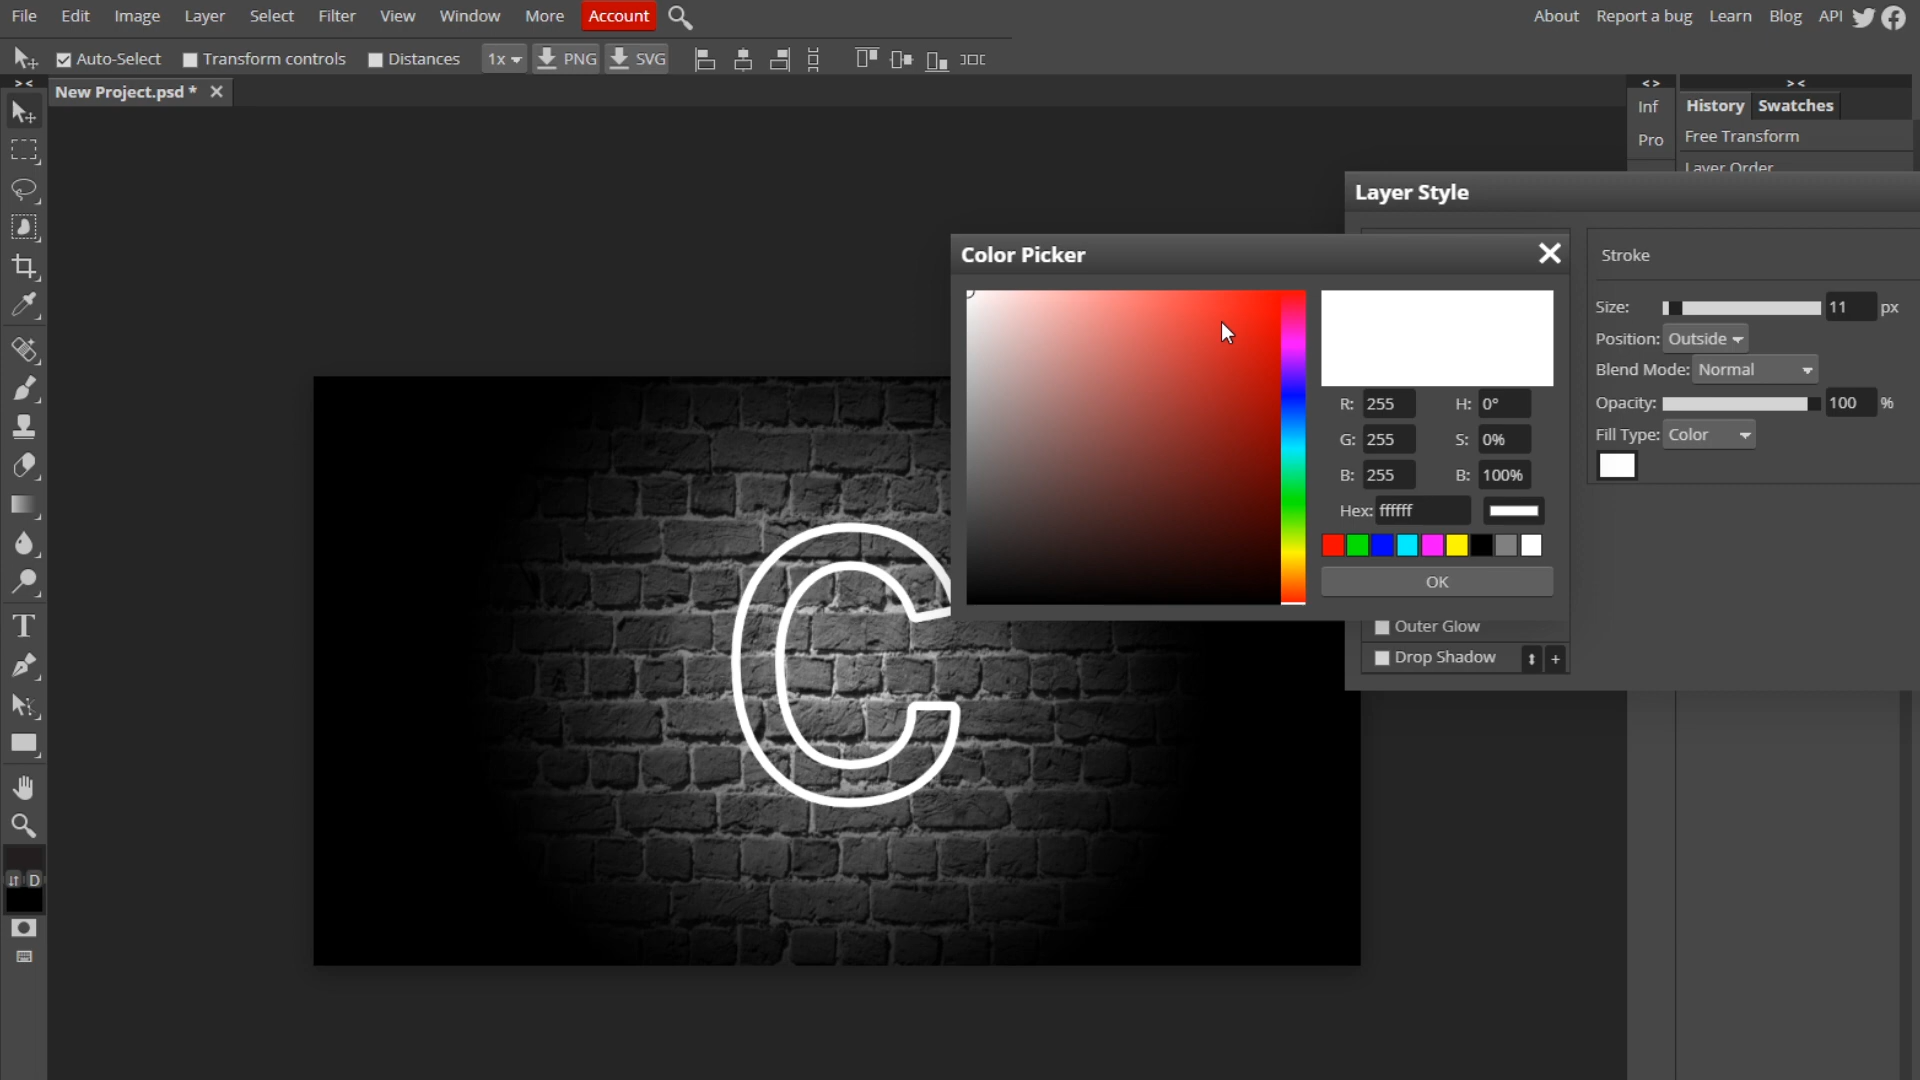 File Edit Image Layer Select Filter View Window More Account About Report a bug Learn Blog API
Auto-Select Transform controls Distances 1x PNG SVG
> < < > > <
New Project.psd *
Inf History Swatches
Pro Free Transform
Layer Order
Layer Style
Color Picker
Stroke
Size: 11 px
Position: Outside
Blend Mode: Normal
Opacity: 100 %
Fill Type: Color
R: 255 H: 0°
G: 255 S: 0%
B: 255 B: 100%
Hex: ffffff
OK
Outer Glow
Drop Shadow +
C
T
D